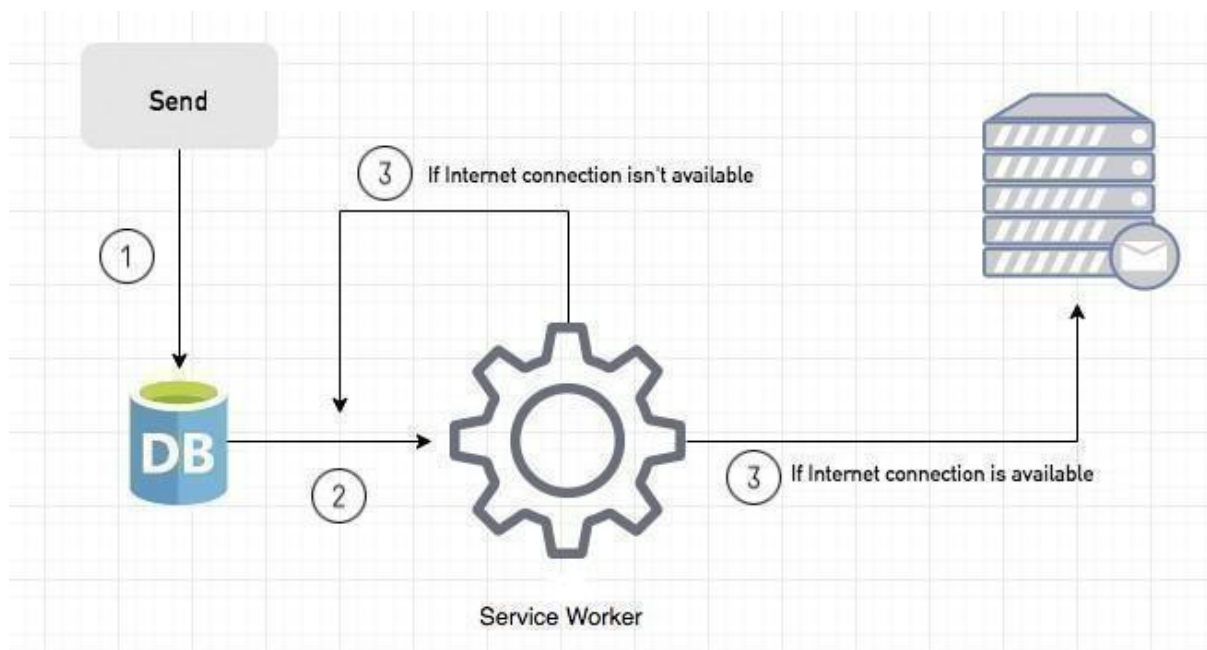 Send
3 If Internet connection isn't available
1
DB
2
3 If Internet connection is available
Service Worker